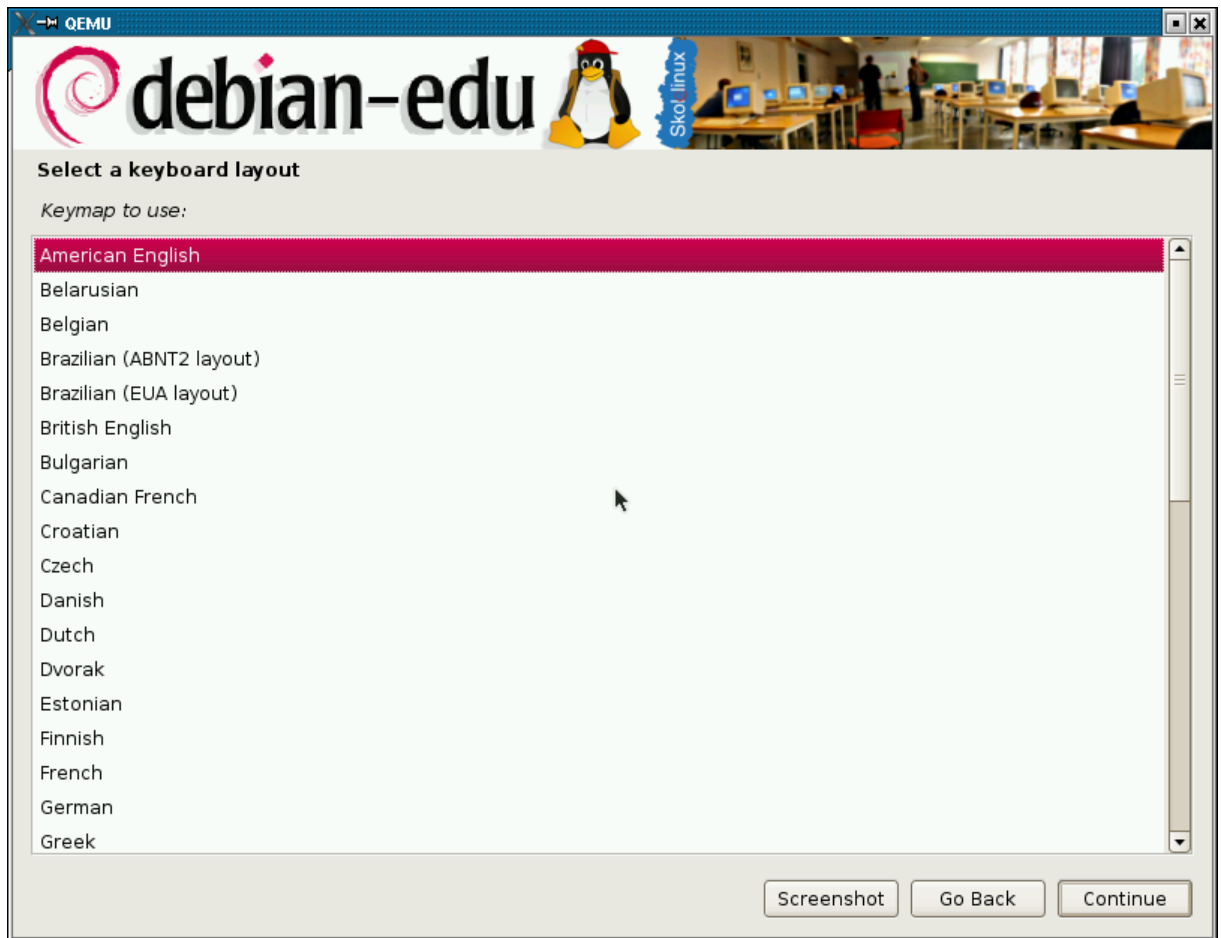 QEMU
debian-edu
Skolelinux
Select a keyboard layout
Keymap to use:
American English
Belarusian
Belgian
Brazilian (ABNT2 layout)
Brazilian (EUA layout)
British English
Bulgarian
Canadian French
Croatian
Czech
Danish
Dutch
Dvorak
Estonian
Finnish
French
German
Greek
Screenshot
Go Back
Continue